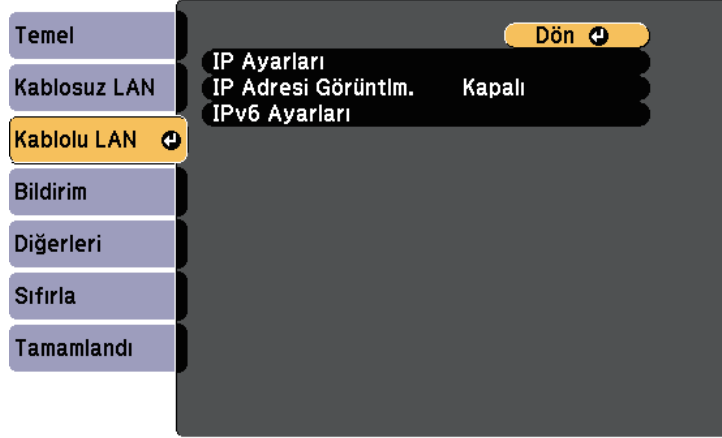 Temel
Kablosuz LAN
Kablolu LAN
Bildirim
Diğerleri
Sıfırla
Tamamlandı
Dön
IP Ayarları
IP Adresi Görüntlm. Kapalı
IPv6 Ayarları